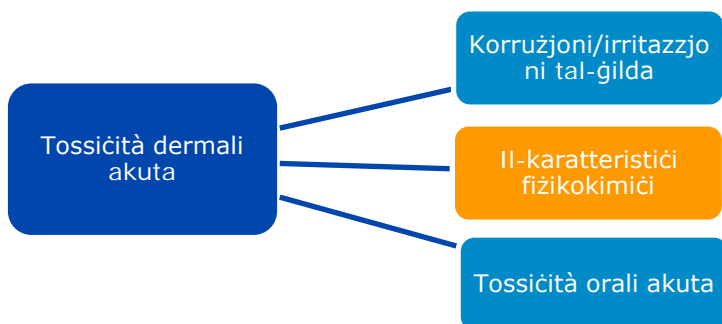 Tossiċità dermali
akuta
Korrużjoni/irritazzjo
ni tal-ġilda
Il-karatteristiċi
fiżikokimiċi
Tossiċità orali akuta